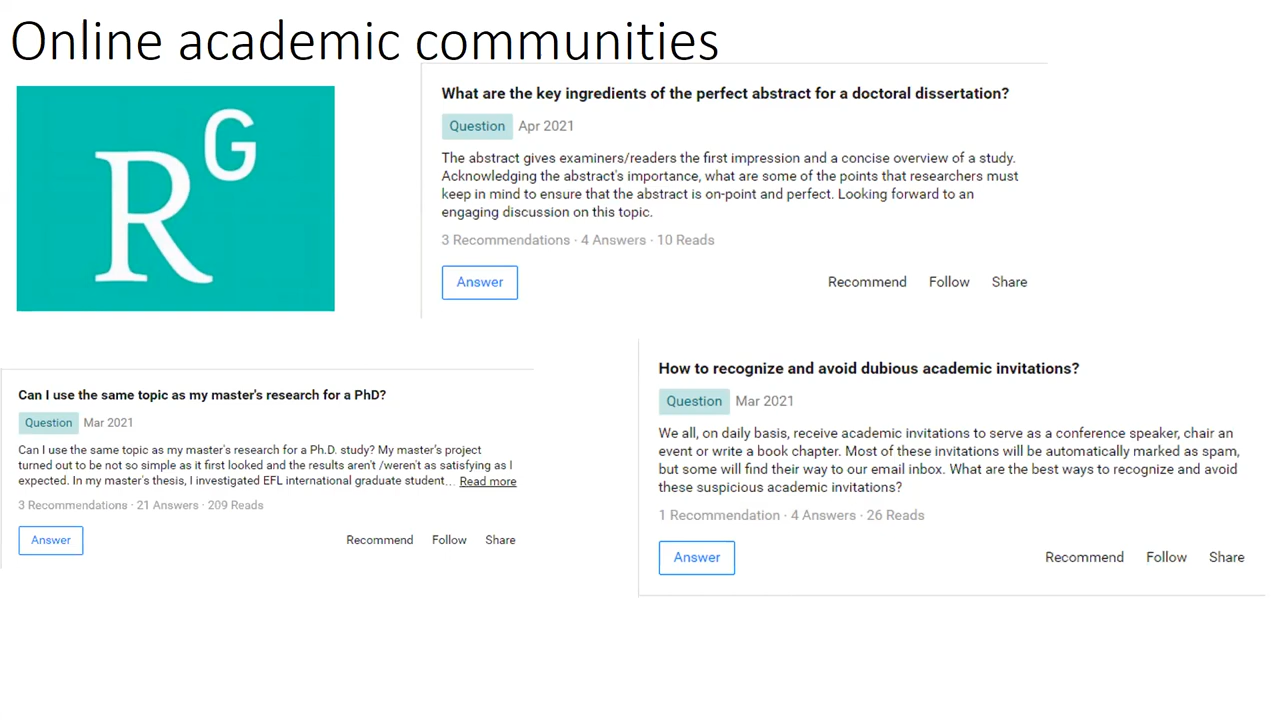 Online academic communities
RG
What are the key ingredients of the perfect abstract for a doctoral dissertation?
Question Apr 2021
The abstract gives examiners/readers the first impression and a concise overview of a study.
Acknowledging the abstract's importance, what are some of the points that researchers must
keep in mind to ensure that the abstract is on-point and perfect. Looking forward to an
engaging discussion on this topic.
3 Recommendations · 4 Answers · 10 Reads
Answer Recommend Follow Share
Can I use the same topic as my master's research for a PhD?
Question Mar 2021
Can I use the same topic as my master's research for a Ph.D. study? My master's project
turned out to be not so simple as it first looked and the results aren't /weren't as satisfying as I
expected. In my master's thesis, I investigated EFL international graduate student… Read more
3 Recommendations · 21 Answers · 209 Reads
Answer Recommend Follow Share
How to recognize and avoid dubious academic invitations?
Question Mar 2021
We all, on daily basis, receive academic invitations to serve as a conference speaker, chair an
event or write a book chapter. Most of these invitations will be automatically marked as spam,
but some will find their way to our email inbox. What are the best ways to recognize and avoid
these suspicious academic invitations?
1 Recommendation · 4 Answers · 26 Reads
Answer Recommend Follow Share